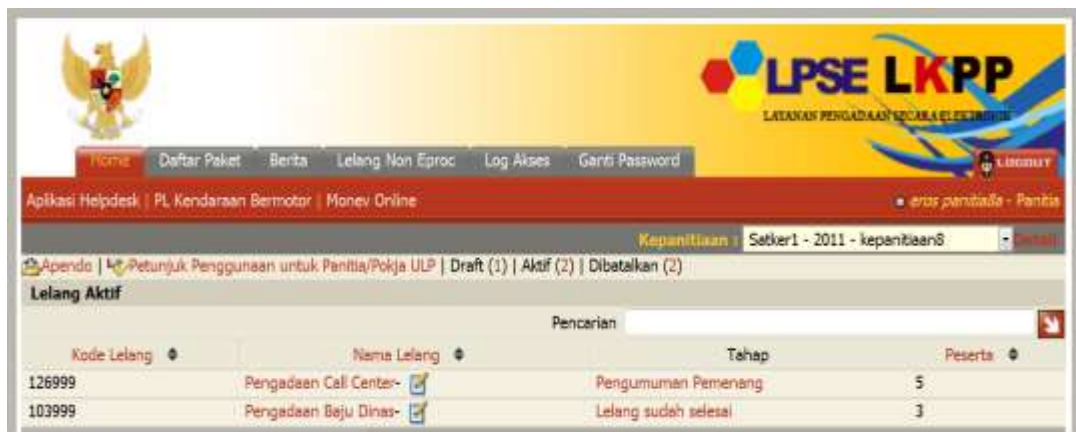 LPSE LKPP
LAYANAN PENGADAAN SECARA ELEKTRONIK
Home Daftar Paket Berita Lelang Non Eproc Log Akses Ganti Password LOGOUT
Aplikasi Helpdesk | PL Kendaraan Bermotor | Monev Online eros panitia8a - Panitia
Kepanitiaan : Satker1 - 2011 - kepanitiaan8 Detail
Apendo | Petunjuk Penggunaan untuk Panitia/Pokja ULP | Draft (1) | Aktif (2) | Dibatalkan (2)
Lelang Aktif
Pencarian
Kode Lelang Nama Lelang Tahap Peserta
126999 Pengadaan Call Center- Pengumuman Pemenang 5
103999 Pengadaan Baju Dinas- Lelang sudah selesai 3